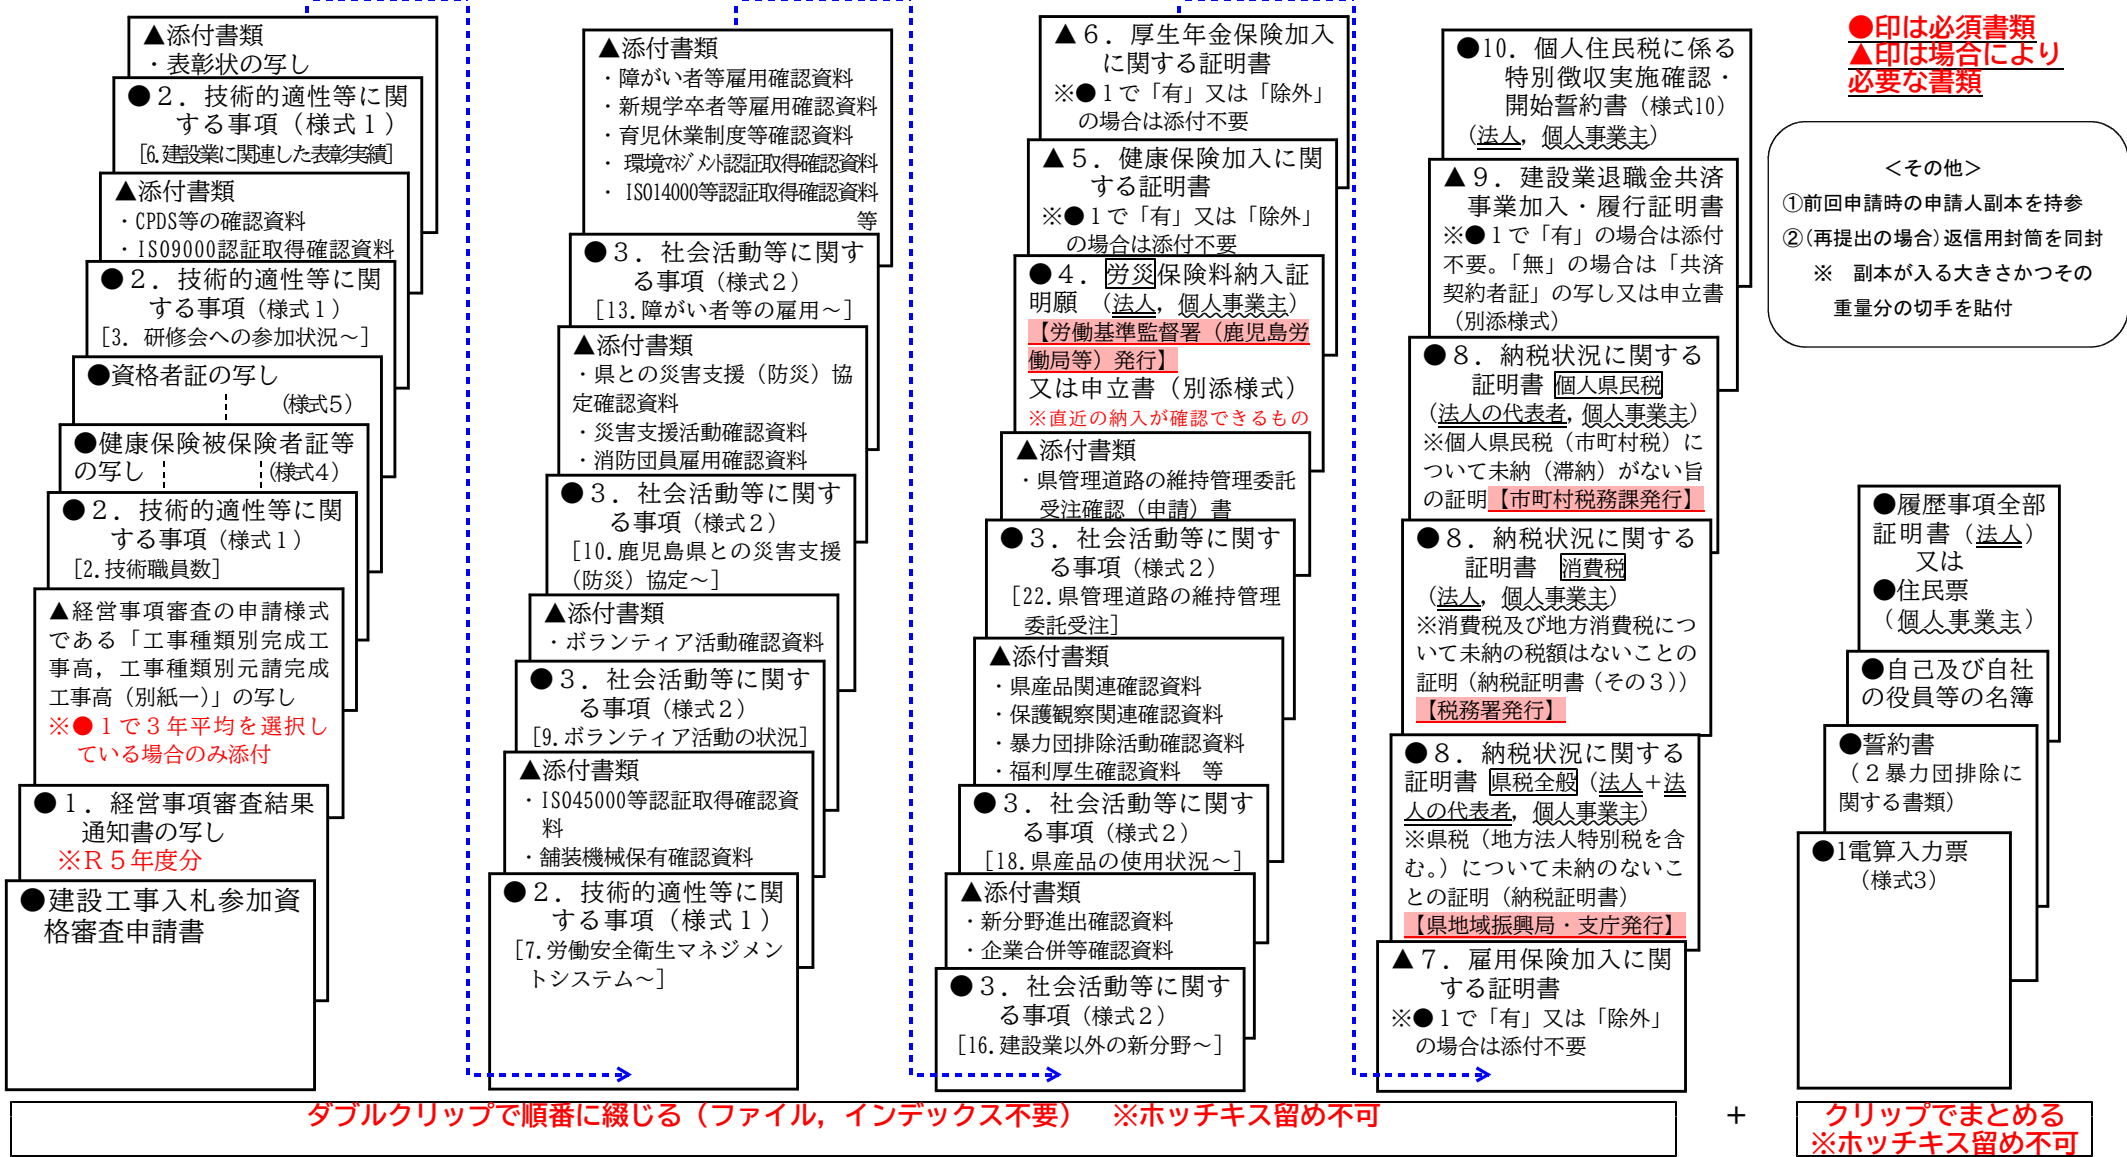 ▲添付書類
・表彰状の写し
●２．技術的適性等に関
する事項（様式１）
[6.建設業に関連した表彰実績]
▲添付書類
・CPDS等の確認資料
・ISO9000認証取得確認資料
●２．技術的適性等に関
する事項（様式１）
[3. 研修会への参加状況～]
●資格者証の写し
（様式5）
●健康保険被保険者証等
の写し （様式4）
●２．技術的適性等に関
する事項（様式１）
[2.技術職員数]
▲経営事項審査の申請様式
である「工事種類別完成工
事高，工事種類別元請完成
工事高（別紙一）」の写し
※●１で３年平均を選択し
ている場合のみ添付
●１．経営事項審査結果
通知書の写し
※Ｒ５年度分
●建設工事入札参加資
格審査申請書
▲添付書類
・障がい者等雇用確認資料
・新規学卒者等雇用確認資料
・育児休業制度等確認資料
・環境ﾏﾈｼﾞﾒﾝﾄ認証取得確認資料
・ISO14000等認証取得確認資料
等
●３．社会活動等に関す
る事項（様式２）
[13.障がい者等の雇用～]
▲添付書類
・県との災害支援（防災）協
定確認資料
・災害支援活動確認資料
・消防団員雇用確認資料
●３．社会活動等に関す
る事項（様式２）
[10.鹿児島県との災害支援
（防災）協定～]
▲添付書類
・ボランティア活動確認資料
●３．社会活動等に関す
る事項（様式２）
[9.ボランティア活動の状況]
▲添付書類
・ISO45000等認証取得確認資
料
・舗装機械保有確認資料
●２．技術的適性等に関
する事項（様式１）
[7.労働安全衛生マネジメン
トシステム～]
▲６．厚生年金保険加入
に関する証明書
※●１で「有」又は「除外」
の場合は添付不要
▲５．健康保険加入に関
する証明書
※●１で「有」又は「除外」
の場合は添付不要
●４．労災保険料納入証
明願 （法人，個人事業主）
【労働基準監督署（鹿児島労
働局等）発行】
又は申立書（別添様式）
※直近の納入が確認できるもの
▲添付書類
・県管理道路の維持管理委託
受注確認（申請）書
●３．社会活動等に関す
る事項（様式２）
[22.県管理道路の維持管理
委託受注]
▲添付書類
・県産品関連確認資料
・保護観察関連確認資料
・暴力団排除活動確認資料
・福利厚生確認資料 等
●３．社会活動等に関す
る事項（様式２）
[18.県産品の使用状況～]
▲添付書類
・新分野進出確認資料
・企業合併等確認資料
●３．社会活動等に関す
る事項（様式２）
[16.建設業以外の新分野～]
●10．個人住民税に係る
特別徴収実施確認・
開始誓約書（様式10）
（法人，個人事業主）
▲９．建設業退職金共済
事業加入・履行証明書
※●１で「有」の場合は添付
不要。「無」の場合は「共済
契約者証」の写し又は申立書
（別添様式）
●８．納税状況に関する
証明書 個人県民税
（法人の代表者，個人事業主）
※個人県民税（市町村税）に
ついて未納（滞納）がない旨
の証明【市町村税務課発行】
●８．納税状況に関する
証明書 消費税
（法人，個人事業主）
※消費税及び地方消費税につ
いて未納の税額はないことの
証明（納税証明書（その３））
【税務署発行】
●８．納税状況に関する
証明書 県税全般（法人＋法
人の代表者，個人事業主）
※県税（地方法人特別税を含
む。）について未納のないこ
との証明（納税証明書）
【県地域振興局・支庁発行】
▲７．雇用保険加入に関
する証明書
※●１で「有」又は「除外」
の場合は添付不要
●印は必須書類
▲印は場合により
必要な書類
＜その他＞
①前回申請時の申請人副本を持参
②（再提出の場合）返信用封筒を同封
※ 副本が入る大きさかつその
重量分の切手を貼付
●履歴事項全部
証明書（法人）
又は
●住民票
（個人事業主）
●自己及び自社
の役員等の名簿
●誓約書
（２暴力団排除に
関する書類）
●1電算入力票
（様式3）
ダブルクリップで順番に綴じる（ファイル，インデックス不要） ※ホッチキス留め不可
＋
クリップでまとめる
※ホッチキス留め不可